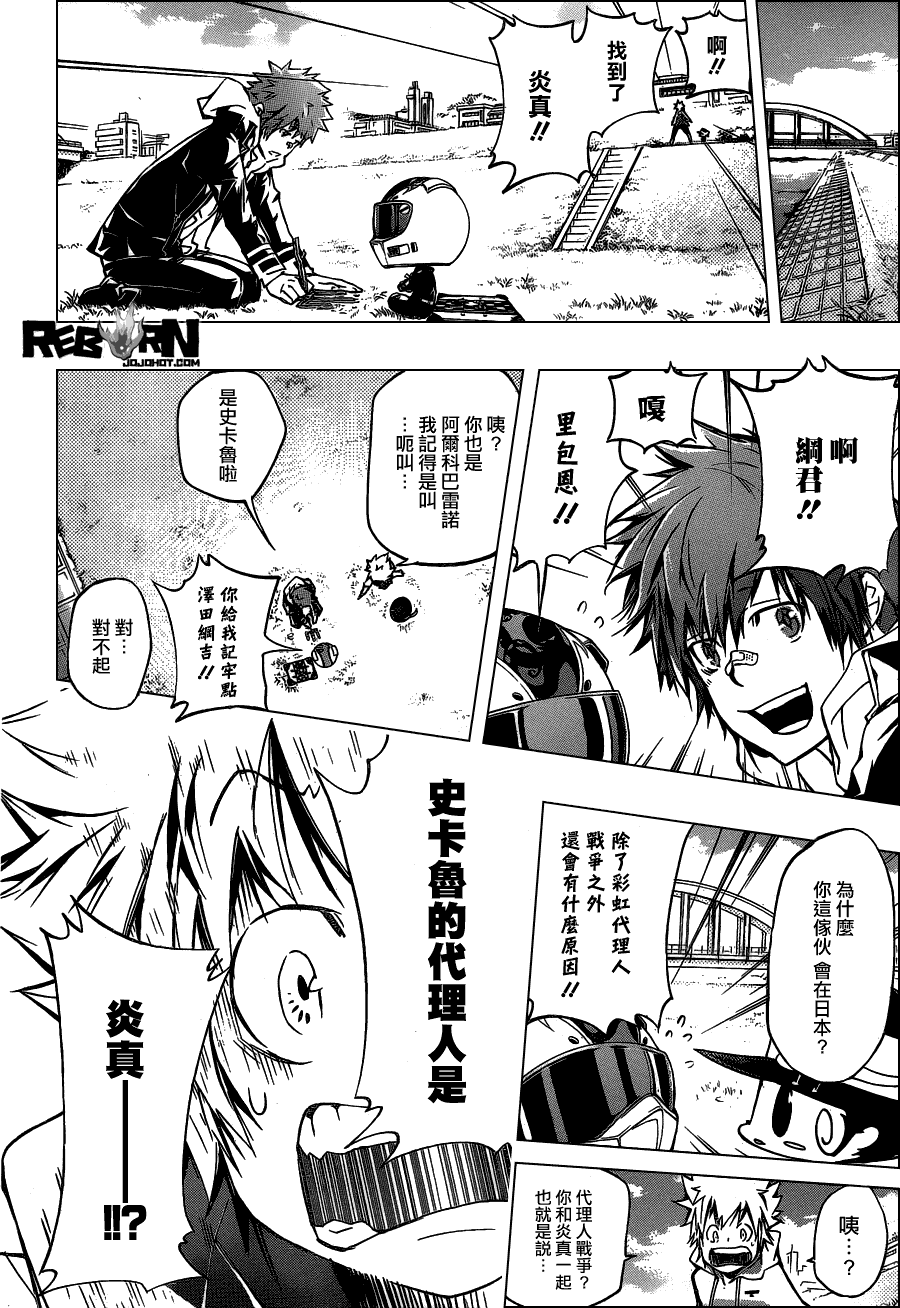 啊!!
找到了
炎真!!
REBORN
JOJOHOT.COM
啊
綱君!!
嘎
里包恩!!
咦?
你也是
阿爾科巴雷諾
我記得是叫
…呃叫…
是史卡魯啦
你給我記牢點
澤田綱吉!!
對…
對不起
為什麼
你這傢伙 會在日本?
除了彩虹代理人
戰爭之外
還會有什麼原因!!
咦…?
代理人戰爭?
你和炎真一起
也就是説…
史卡魯的代理人是
炎真——!!?